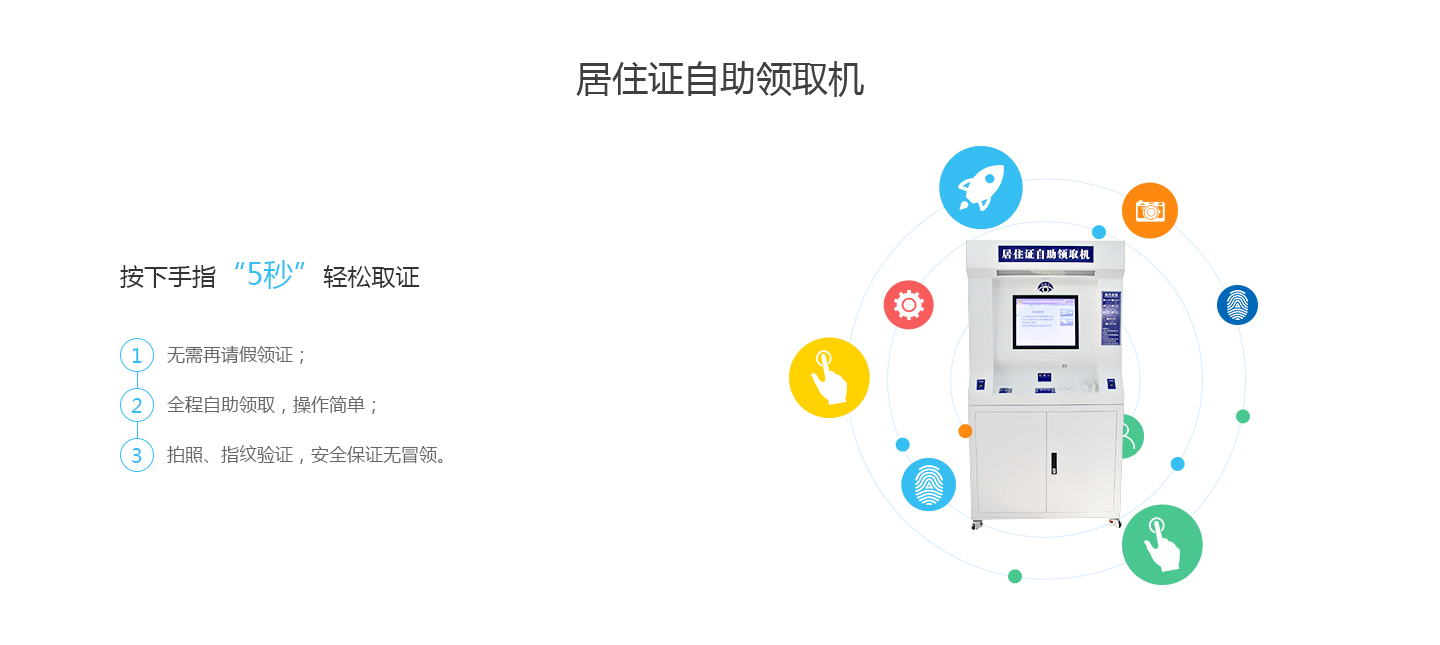 居住证自助领取机
按下手指“5秒”轻松取证
1 无需再请假领证；
2 全程自助领取，操作简单；
3 拍照、指纹验证，安全保证无冒领。
居住证自助领取机